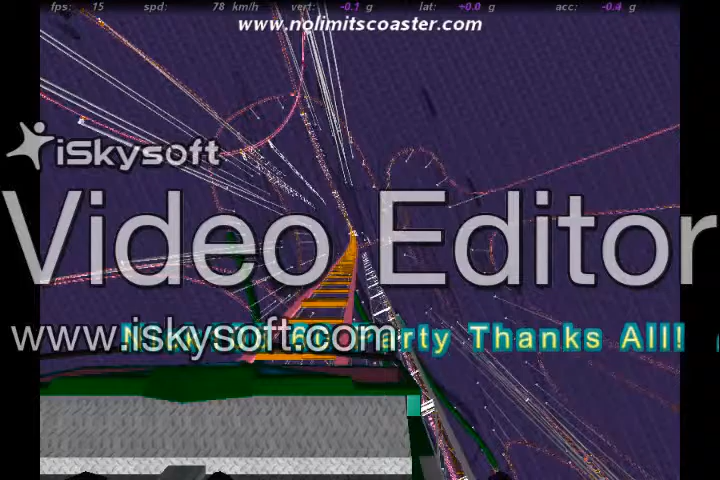 fps: 15 spd: 78 km/h vert: -0.1 g lat: +0.0 g acc: -0.4 g
www.nolimitscoaster.com
iSkysoft
Video Editor
www.iskysoft.com
Party Thanks All!